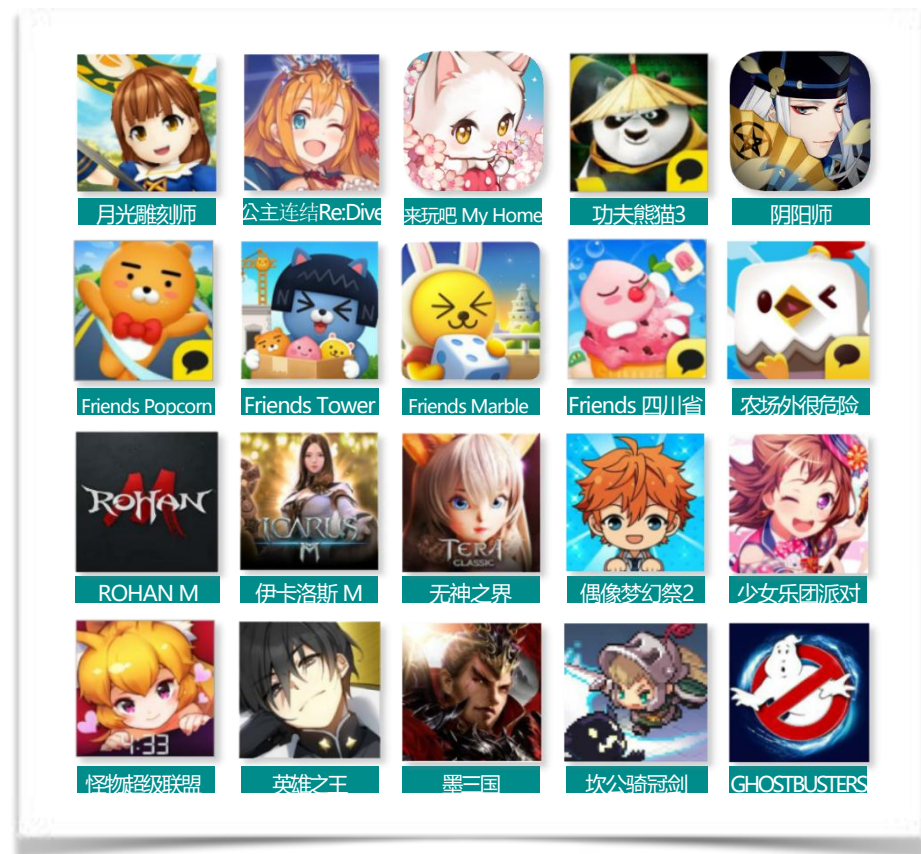 月光雕刻师
公主连结Re:Dive
来玩吧 My Home
功夫熊猫3
阴阳师
N
N
Friends Popcorn
Friends Tower
Friends Marble
Friends 四川省
农场外很危险
ROHAN
M
ICARUS
M
TERA
CLASSIC
ROHAN M
伊卡洛斯 M
无神之界
偶像梦幻祭2
少女乐团派对
4:33
怪物超级联盟
英雄之王
墨三国
坎公骑冠剑
GHOSTBUSTERS